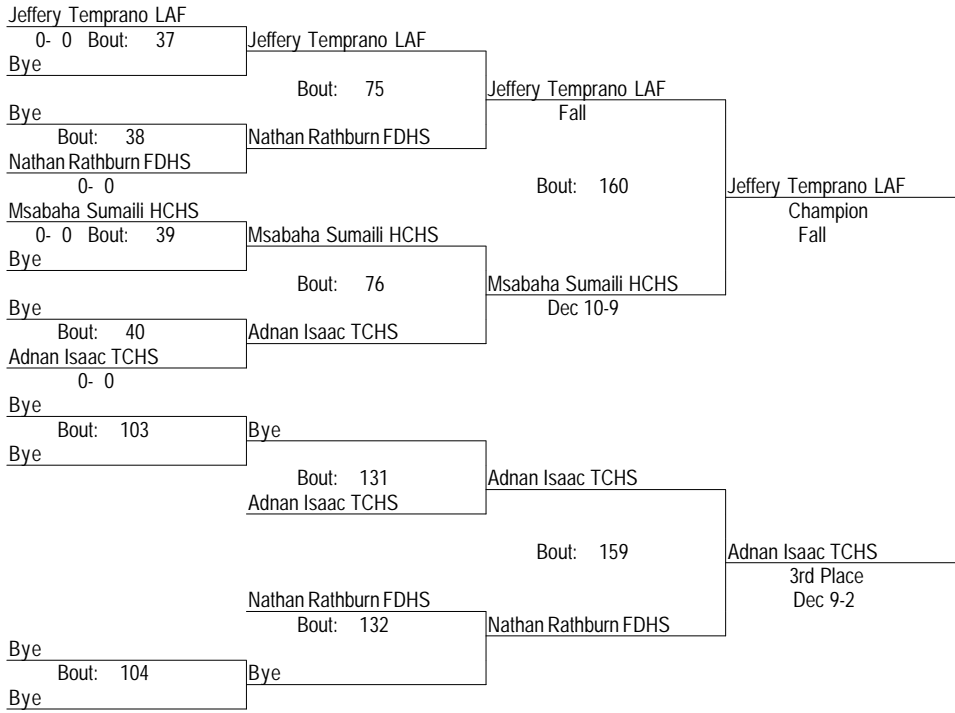 Jeffery Temprano LAF
0- 0 Bout: 37
Jeffery Temprano LAF
Bye
Bout: 75
Jeffery Temprano LAF
Bye
Fall
Bout: 38
Nathan Rathburn FDHS
Nathan Rathburn FDHS
0- 0
Bout: 160
Jeffery Temprano LAF
Msabaha Sumaili HCHS
Champion
0- 0 Bout: 39
Msabaha Sumaili HCHS
Fall
Bye
Bout: 76
Msabaha Sumaili HCHS
Bye
Dec 10-9
Bout: 40
Adnan Isaac TCHS
Adnan Isaac TCHS
0- 0
Bye
Bout: 103
Bye
Bye
Bout: 131
Adnan Isaac TCHS
Adnan Isaac TCHS
Bout: 159
Adnan Isaac TCHS
3rd Place
Nathan Rathburn FDHS
Dec 9-2
Bout: 132
Nathan Rathburn FDHS
Bye
Bout: 104
Bye
Bye